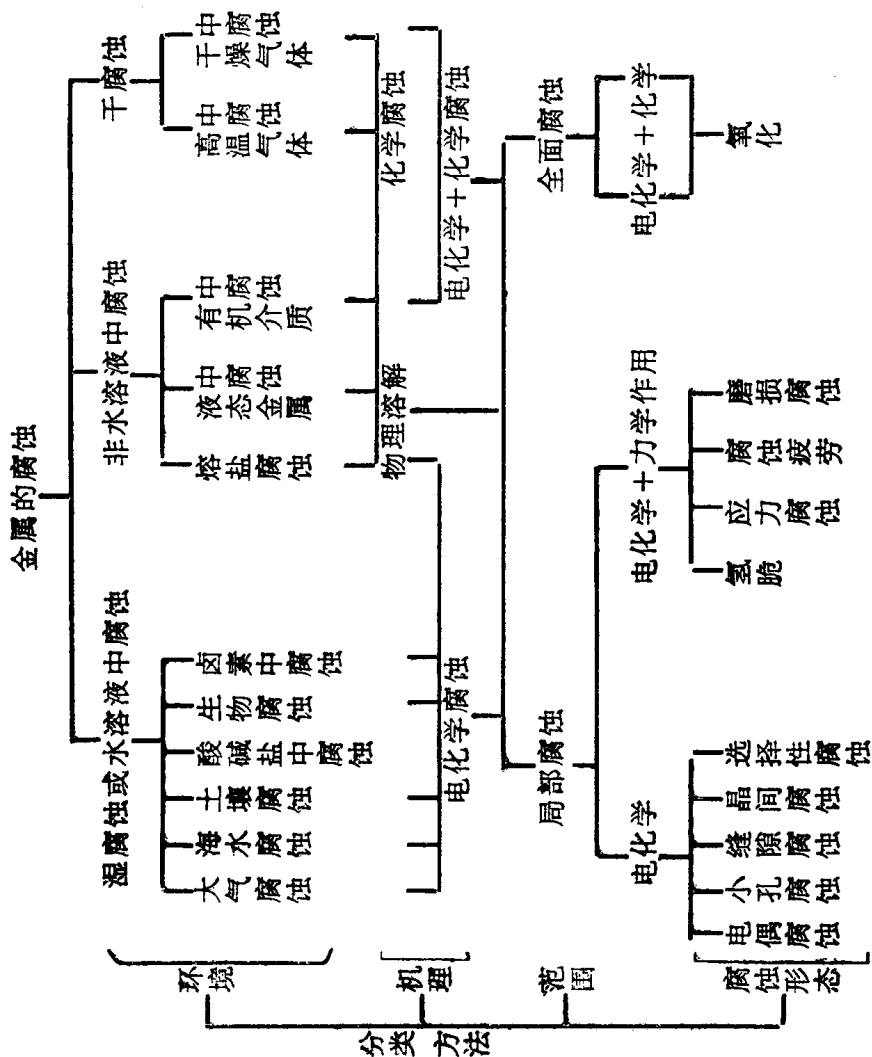 金属的腐蚀
湿腐蚀或水溶液中腐蚀
非水溶液中腐蚀
干腐蚀
大气腐蚀
海水腐蚀
土壤腐蚀
酸碱盐中腐蚀
生物腐蚀
卤素中腐蚀
熔盐腐蚀
液态金属中腐蚀
有机介质中腐蚀
高温气体中腐蚀
干燥气体中腐蚀
电化学腐蚀
物理溶解
化学腐蚀
电化学+化学腐蚀
局部腐蚀
全面腐蚀
电化学
电化学+力学作用
电化学+化学
电偶腐蚀
小孔腐蚀
缝隙腐蚀
晶间腐蚀
选择性腐蚀
氢脆
应力腐蚀
腐蚀疲劳
磨损腐蚀
氧化
分类方法
环境
机理
范围
腐蚀形态